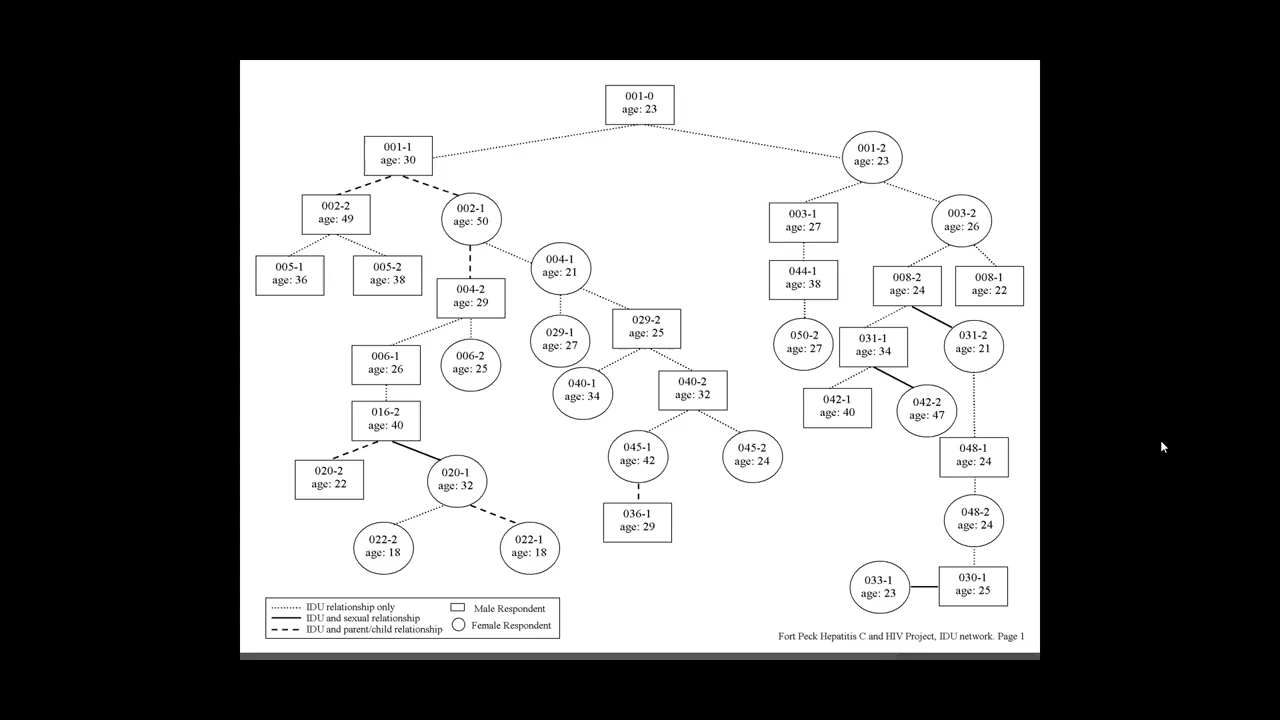 001-0
age: 23
001-1
age: 30
001-2
age: 23
002-2
age: 49
002-1
age: 50
003-1
age: 27
003-2
age: 26
005-1
age: 36
005-2
age: 38
004-1
age: 21
044-1
age: 38
008-2
age: 24
008-1
age: 22
004-2
age: 29
029-1
age: 27
029-2
age: 25
050-2
age: 27
031-1
age: 34
031-2
age: 21
006-1
age: 26
006-2
age: 25
040-1
age: 34
040-2
age: 32
042-1
age: 40
042-2
age: 47
016-2
age: 40
045-1
age: 42
045-2
age: 24
048-1
age: 24
020-2
age: 22
020-1
age: 32
036-1
age: 29
048-2
age: 24
022-2
age: 18
022-1
age: 18
033-1
age: 23
030-1
age: 25
IDU relationship only
IDU and sexual relationship
IDU and parent/child relationship
Male Respondent
Female Respondent
Fort Peck Hepatitis C and HIV Project, IDU network. Page 1